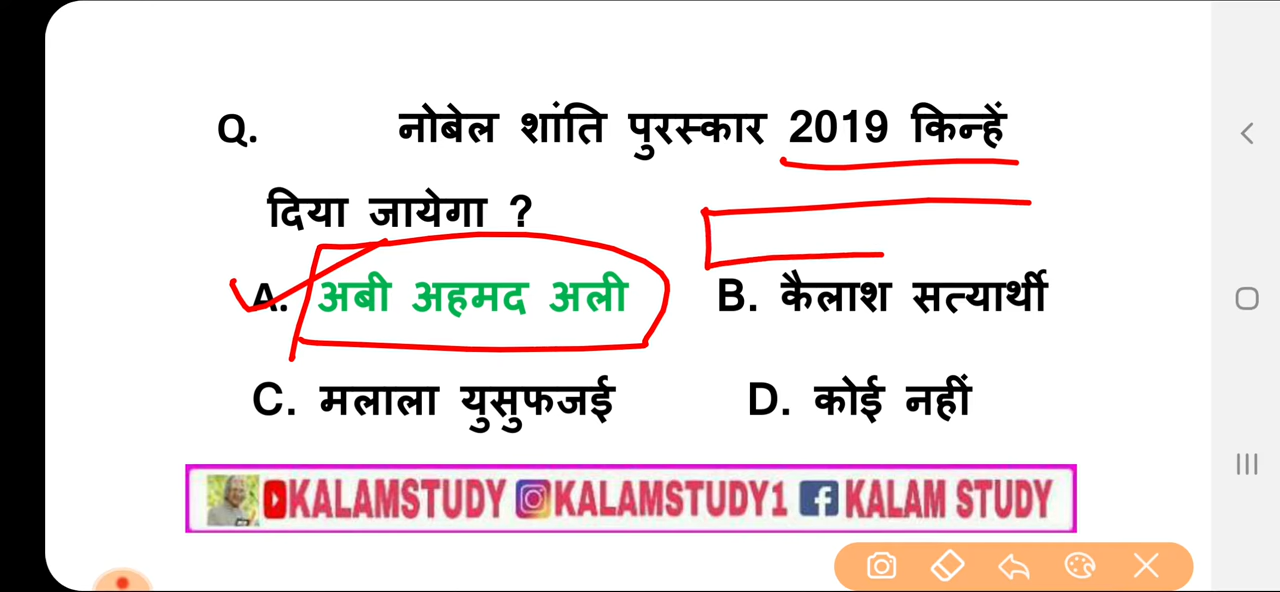 Q. नोबेल शांति पुरस्कार 2019 किन्हें
दिया जायेगा ?
A. अबी अहमद अली B. कैलाश सत्यार्थी
C. मलाला युसुफजई D. कोई नहीं
KALAMSTUDY KALAMSTUDY1 KALAM STUDY